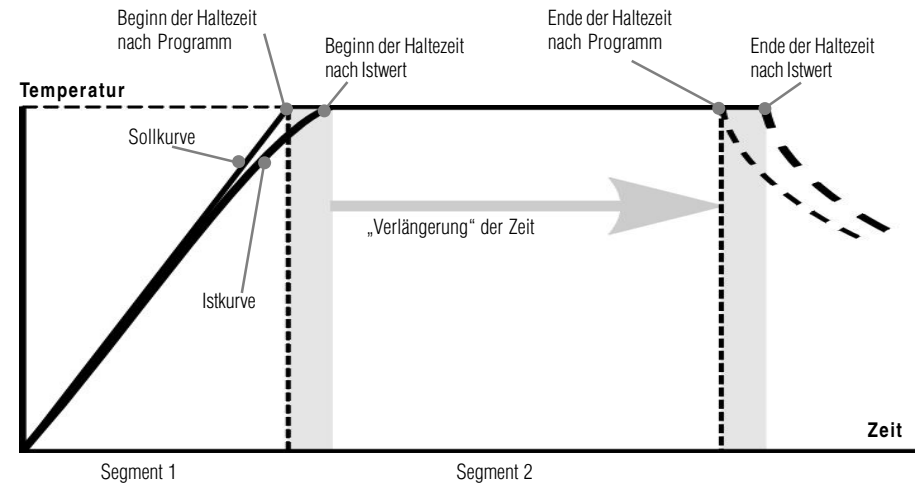 Beginn der Haltezeit
nach Programm
Beginn der Haltezeit
nach Istwert
Ende der Haltezeit
nach Programm
Ende der Haltezeit
nach Istwert
Temperatur
Sollkurve
Istkurve
„Verlängerung“ der Zeit
Zeit
Segment 1
Segment 2